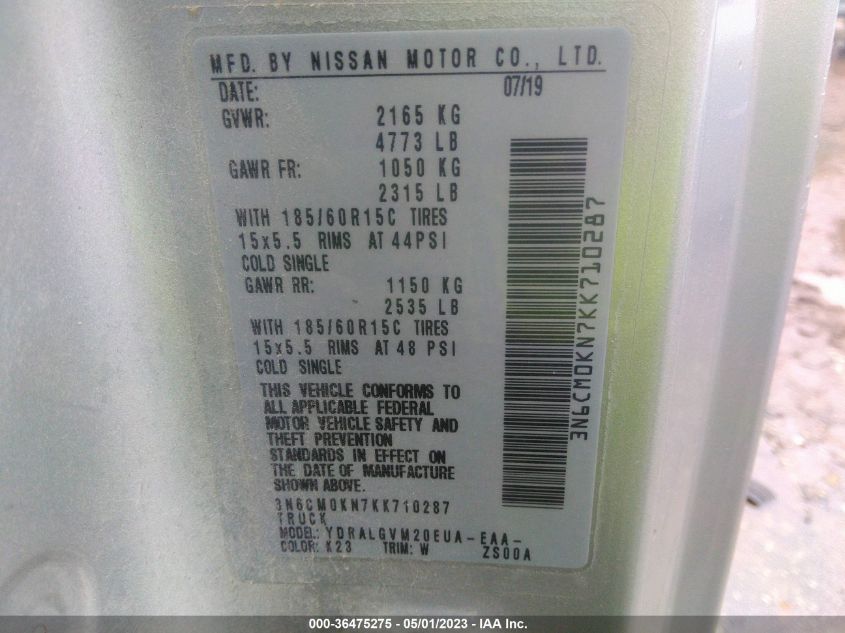 MFD. BY NISSAN MOTOR CO., LTD.
DATE: 07/19
GVWR: 2165 KG
4773 LB
GAWR FR: 1050 KG
2315 LB
WITH 185/60R15C TIRES
15x5.5 RIMS AT 44PSI
COLD SINGLE
GAWR RR: 1150 KG
2535 LB
WITH 185/60R15C TIRES
15x5.5 RIMS AT 48 PSI
COLD SINGLE
THIS VEHICLE CONFORMS TO
ALL APPLICABLE FEDERAL
MOTOR VEHICLE SAFETY AND
THEFT PREVENTION
STANDARDS IN EFFECT ON
THE DATE OF MANUFACTURE
SHOWN ABOVE.
3N6CM0KN7KK710287
TRUCK
MODEL: YDRALGVM20EUA-EAA-
COLOR: K23 TRIM: W ZS00A
3N6CM0KN7KK710287
000-36475275 - 05/01/2023 - IAA Inc.